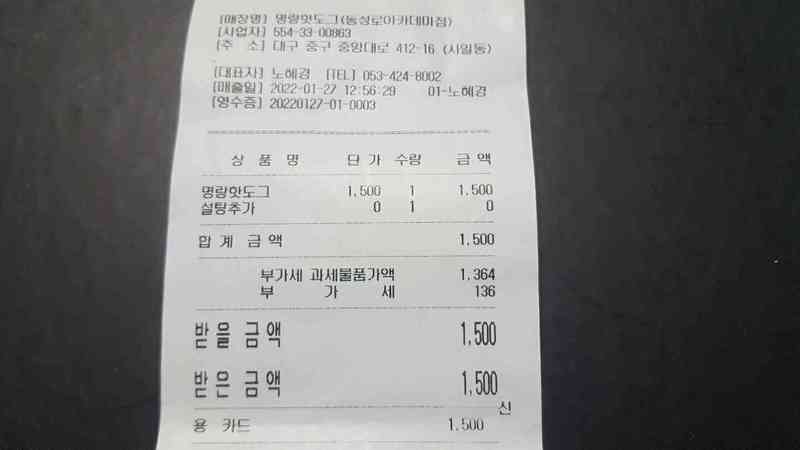 [매장명] 명랑핫도그(동성로아카데미점)
[사업자] 554-33-00863
[주 소] 대구 중구 중앙대로 412-16 (시일동)
[대표자] 노혜경 [TEL] 053-424-8002
[매출일] 2022-01-27 12:56:29 01-노혜경
[영수증] 20220127-01-0003
상 품 명 단 가 수량 금 액
명랑핫도그 1,500 1 1,500
설탕추가 0 1 0
합 계 금 액 1,500
부가세 과세물품가액 1,364
부 가 세 136
받을 금액 1,500
받은 금액 1,500
신
용 카드 1,500